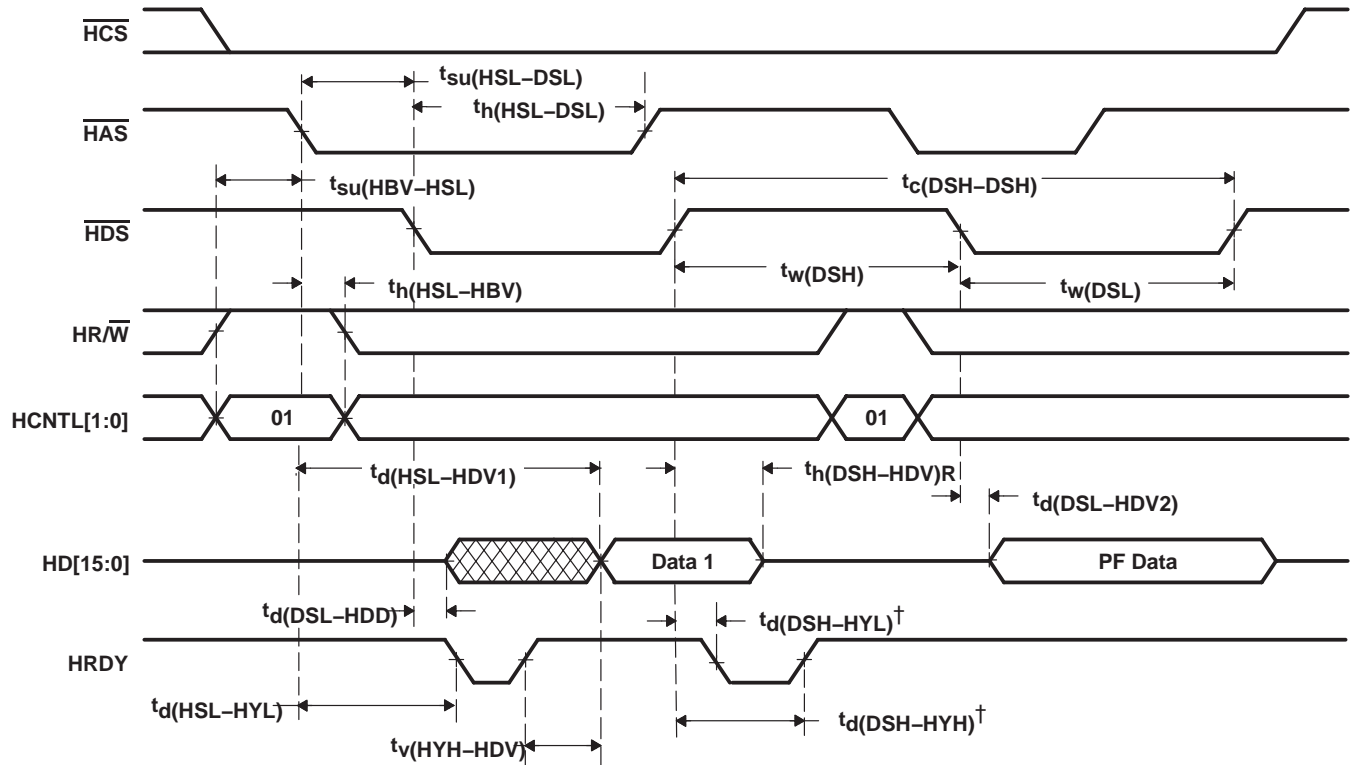 HCS
tsu(HSL–DSL)
th(HSL–DSL)
HAS
tsu(HBV–HSL)
tc(DSH–DSH)
HDS
tw(DSH)
tw(DSL)
th(HSL–HBV)
HR/W
HCNTL[1:0]
01
01
td(HSL–HDV1)
th(DSH–HDV)R
td(DSL–HDV2)
HD[15:0]
Data 1
PF Data
td(DSL–HDD)
td(DSH–HYL)†
HRDY
td(HSL–HYL)
td(DSH–HYH)†
tv(HYH–HDV)